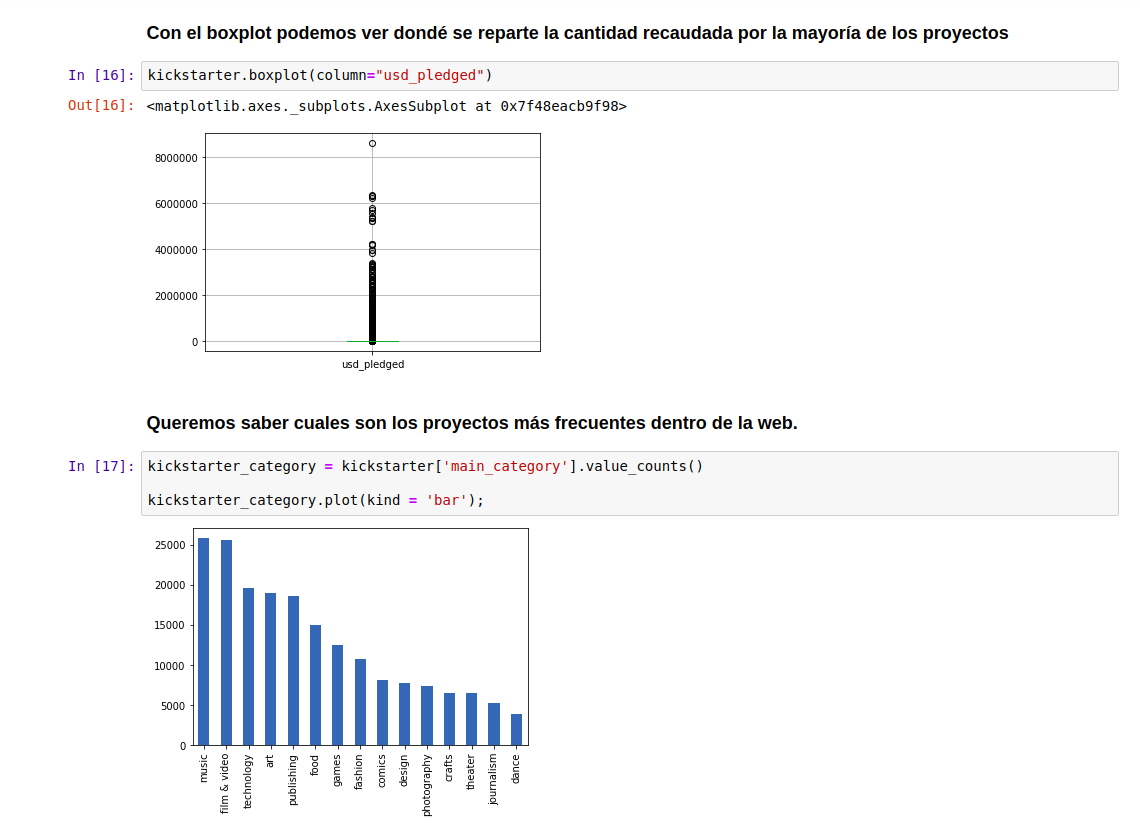 Con el boxplot podemos ver dondé se reparte la cantidad recaudada por la mayoría de los proyectos
In [16]: kickstarter.boxplot(column="usd_pledged")
Out[16]: <matplotlib.axes._subplots.AxesSubplot at 0x7f48eacb9f98>
8000000
6000000
4000000
2000000
0
usd_pledged
Queremos saber cuales son los proyectos más frecuentes dentro de la web.
In [17]: kickstarter_category = kickstarter['main_category'].value_counts()
kickstarter_category.plot(kind = 'bar');
25000
20000
15000
10000
5000
0
music
film & video
technology
art
publishing
food
games
fashion
comics
design
photography
crafts
theater
journalism
dance